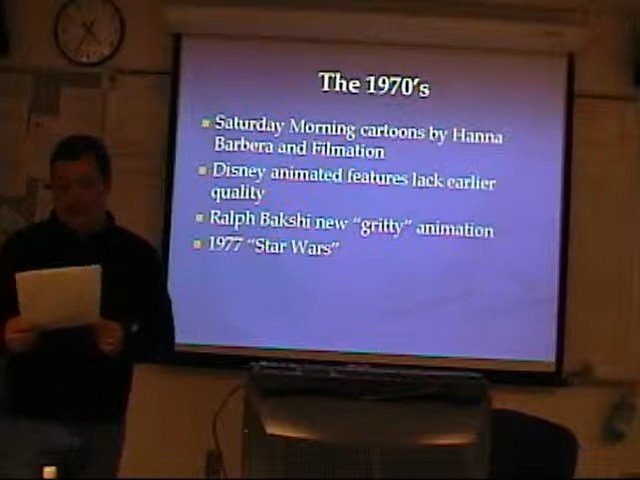 The 1970's
Saturday Morning cartoons by Hanna
Barbera and Filmation
Disney animated features lack earlier
quality
Ralph Bakshi new "gritty" animation
1977 "Star Wars"